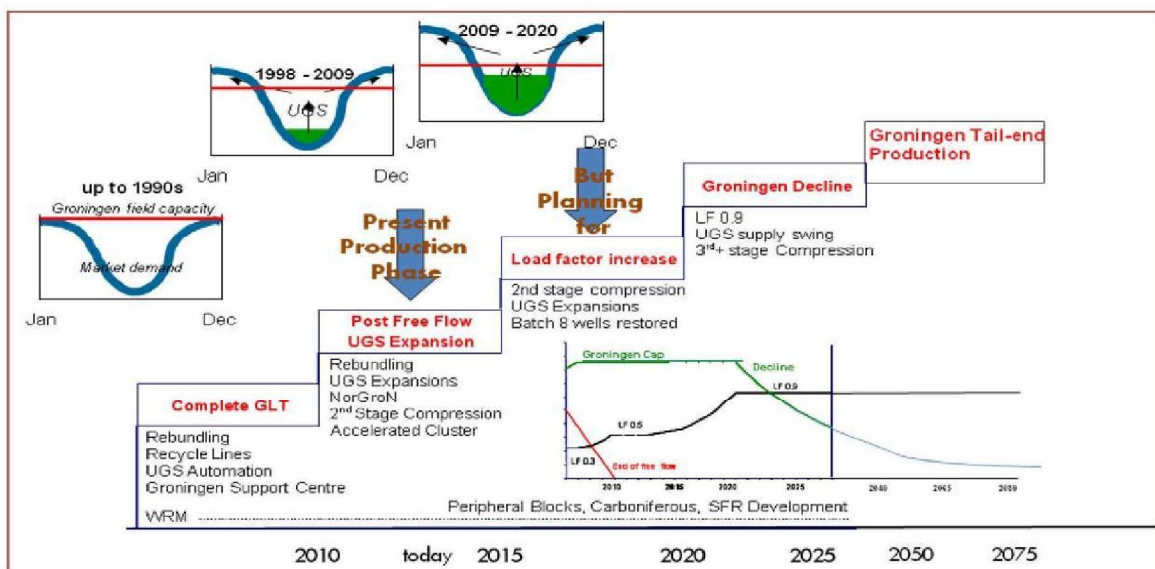 2009 - 2020
UGS
Jan
Dec
1998 - 2009
UGS
Jan
Dec
up to 1990s
Groningen field capacity
Market demand
Jan
Dec
Present
Production
Phase
But
Planning
for
Groningen Tail-end
Production
Groningen Decline
LF 0.9
UGS supply swing
3rd+ stage Compression
Load factor increase
2nd stage compression
UGS Expansions
Batch 8 wells restored
Post Free Flow
UGS Expansion
Rebundling
UGS Expansions
NorGroN
2nd Stage Compression
Accelerated Cluster
Complete GLT
Rebundling
Recycle Lines
UGS Automation
Groningen Support Centre
WRM
Peripheral Blocks, Carboniferous, SFR Development
Groningen Cap
Decline
LF 0.9
LF 0.5
LF 0.3
End of free flow
2010 2015 2020 2025
2010 today 2015 2020 2025 2050 2075